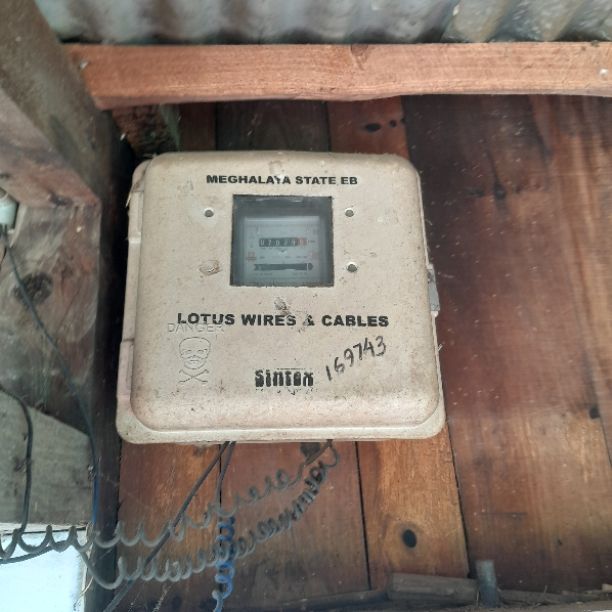 MEGHALAYA STATE EB
LOTUS WIRES & CABLES
DANGER
Sintex
169743